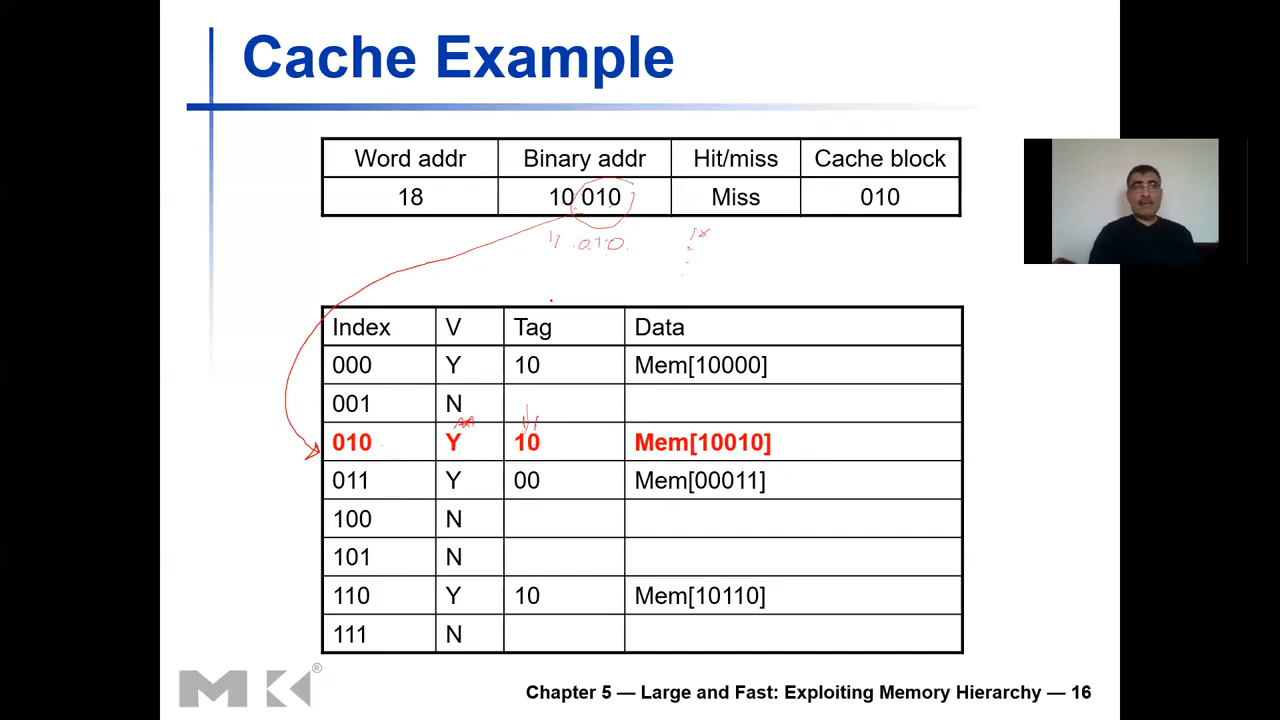 Cache Example
Word addr Binary addr Hit/miss Cache block
18 10 010 Miss 010
Index V Tag Data
000 Y 10 Mem[10000]
001 N
010 Y 10 Mem[10010]
011 Y 00 Mem[00011]
100 N
101 N
110 Y 10 Mem[10110]
111 N
MK®
Chapter 5 — Large and Fast: Exploiting Memory Hierarchy — 16